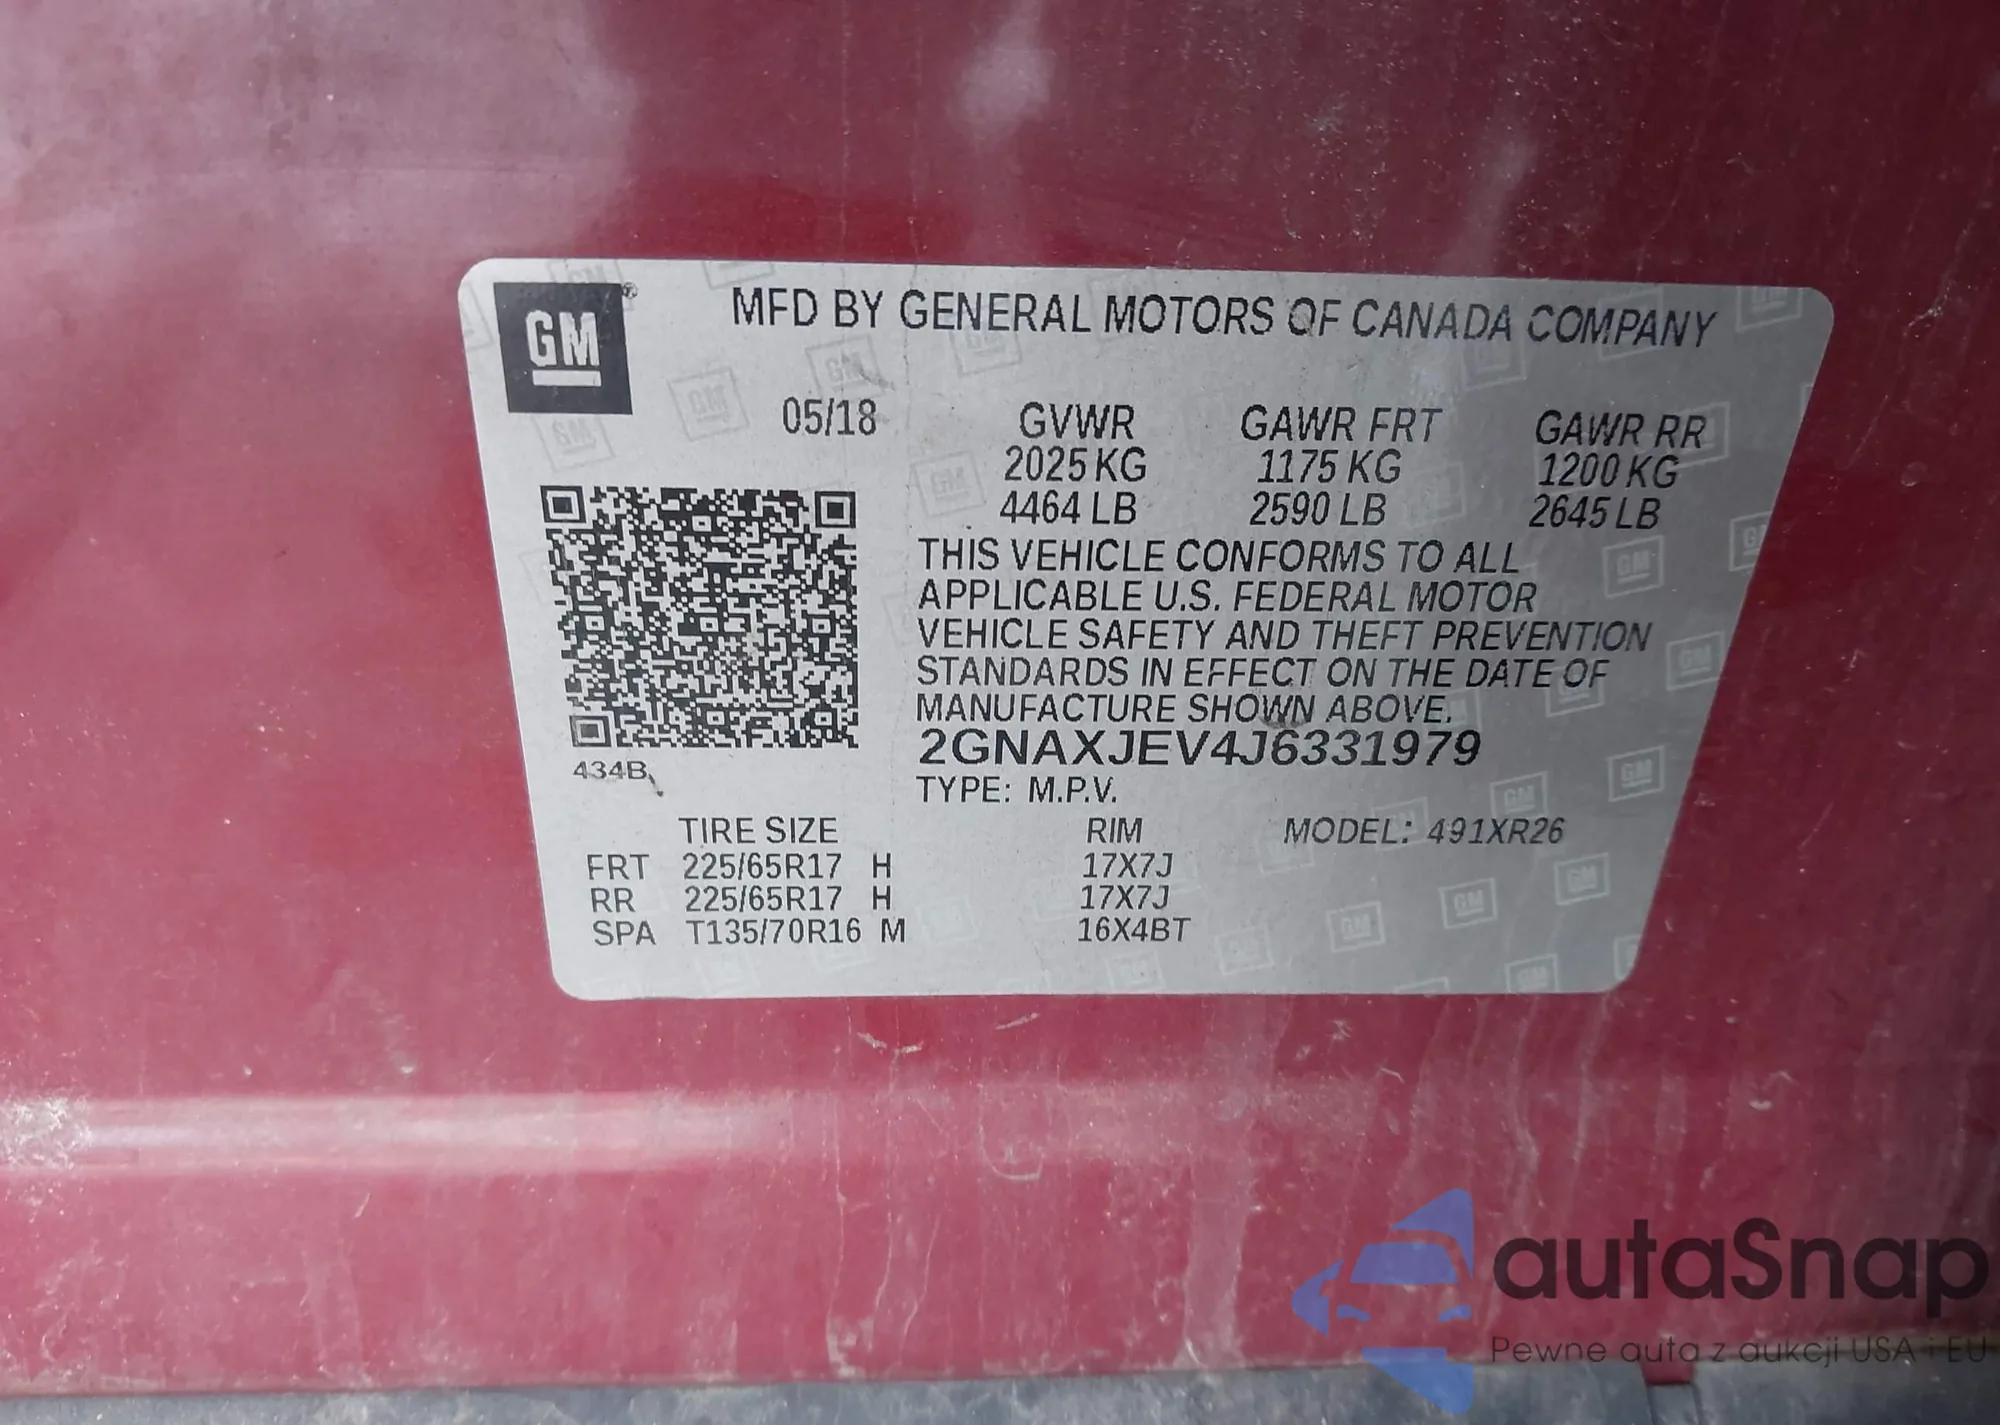 GM®
MFD BY GENERAL MOTORS OF CANADA COMPANY
05/18 GVWR GAWR FRT GAWR RR
2025 KG 1175 KG 1200 KG
4464 LB 2590 LB 2645 LB
THIS VEHICLE CONFORMS TO ALL
APPLICABLE U.S. FEDERAL MOTOR
VEHICLE SAFETY AND THEFT PREVENTION
STANDARDS IN EFFECT ON THE DATE OF
MANUFACTURE SHOWN ABOVE.
2GNAXJEV4J6331979
434B
TYPE: M.P.V.
TIRE SIZE RIM MODEL: 491XR26
FRT 225/65R17 H 17X7J
RR 225/65R17 H 17X7J
SPA T135/70R16 M 16X4BT
autaSnap
Pewne auta z aukcji USA i EU